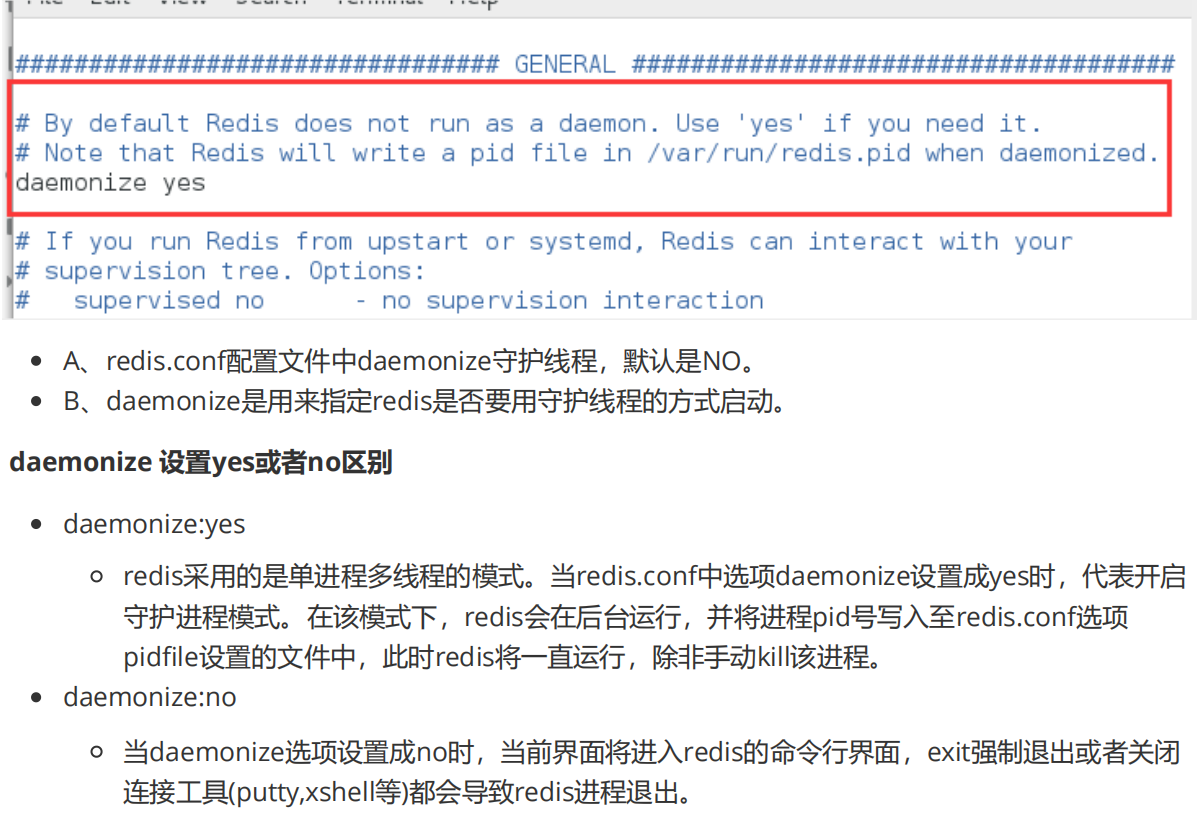 File Edit View Search Terminal Help
################################# GENERAL #####################################
# By default Redis does not run as a daemon. Use 'yes' if you need it.
# Note that Redis will write a pid file in /var/run/redis.pid when daemonized.
daemonize yes
# If you run Redis from upstart or systemd, Redis can interact with your
# supervision tree. Options:
#   supervised no      - no supervision interaction
• A、redis.conf配置文件中daemonize守护线程，默认是NO。
• B、daemonize是用来指定redis是否要用守护线程的方式启动。
daemonize 设置yes或者no区别
• daemonize:yes
○ redis采用的是单进程多线程的模式。当redis.conf中选项daemonize设置成yes时，代表开启
守护进程模式。在该模式下，redis会在后台运行，并将进程pid号写入至redis.conf选项
pidfile设置的文件中，此时redis将一直运行，除非手动kill该进程。
• daemonize:no
○ 当daemonize选项设置成no时，当前界面将进入redis的命令行界面，exit强制退出或者关闭
连接工具(putty,xshell等)都会导致redis进程退出。